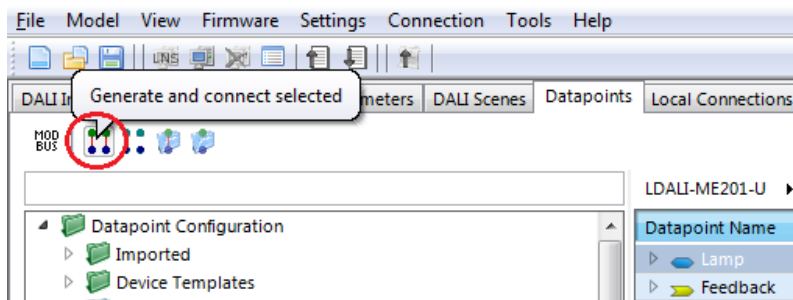 File Model View Firmware Settings Connection Tools Help
LNS
DALI In
Generate and connect selected
meters
DALI Scenes
Datapoints
Local Connections
MOD
BUS
LDALI-ME201-U
Datapoint Configuration
Datapoint Name
Imported
Lamp
Device Templates
Feedback